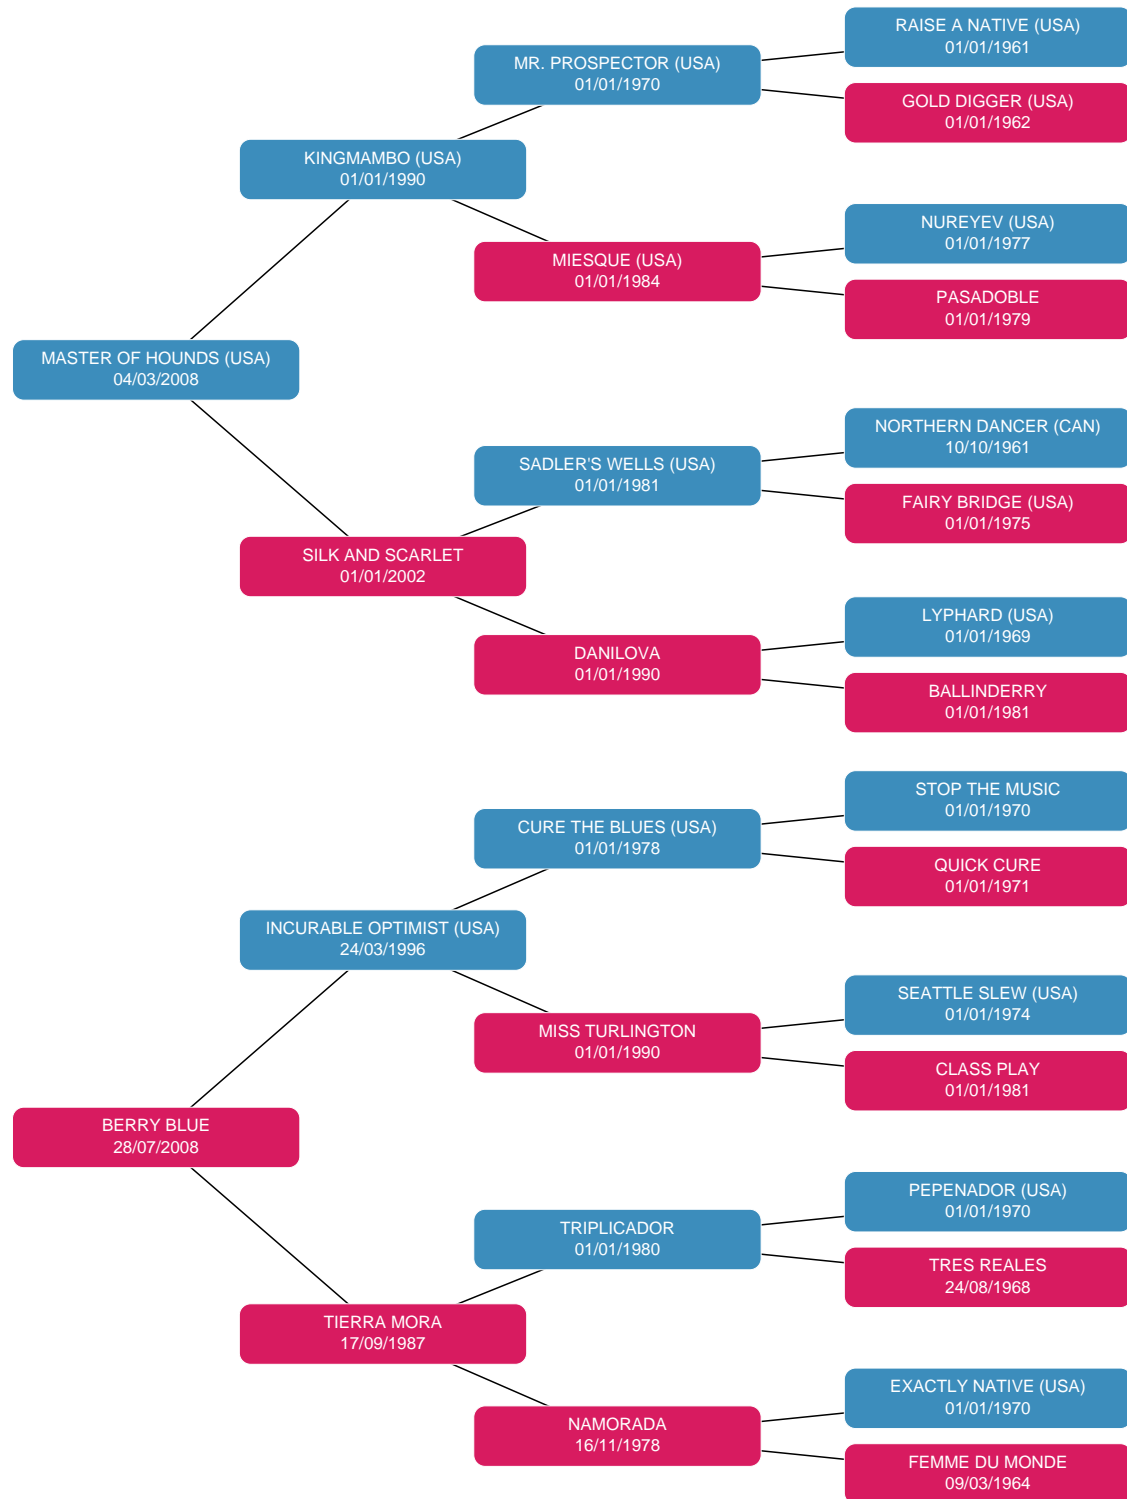 RAISE A NATIVE (USA)
01/01/1961
MR. PROSPECTOR (USA)
01/01/1970
GOLD DIGGER (USA)
01/01/1962
KINGMAMBO (USA)
01/01/1990
NUREYEV (USA)
01/01/1977
MIESQUE (USA)
01/01/1984
PASADOBLE
01/01/1979
MASTER OF HOUNDS (USA)
04/03/2008
NORTHERN DANCER (CAN)
10/10/1961
SADLER'S WELLS (USA)
01/01/1981
FAIRY BRIDGE (USA)
01/01/1975
SILK AND SCARLET
01/01/2002
LYPHARD (USA)
01/01/1969
DANILOVA
01/01/1990
BALLINDERRY
01/01/1981
STOP THE MUSIC
01/01/1970
CURE THE BLUES (USA)
01/01/1978
QUICK CURE
01/01/1971
INCURABLE OPTIMIST (USA)
24/03/1996
SEATTLE SLEW (USA)
01/01/1974
MISS TURLINGTON
01/01/1990
CLASS PLAY
01/01/1981
BERRY BLUE
28/07/2008
PEPENADOR (USA)
01/01/1970
TRIPLICADOR
01/01/1980
TRES REALES
24/08/1968
TIERRA MORA
17/09/1987
EXACTLY NATIVE (USA)
01/01/1970
NAMORADA
16/11/1978
FEMME DU MONDE
09/03/1964